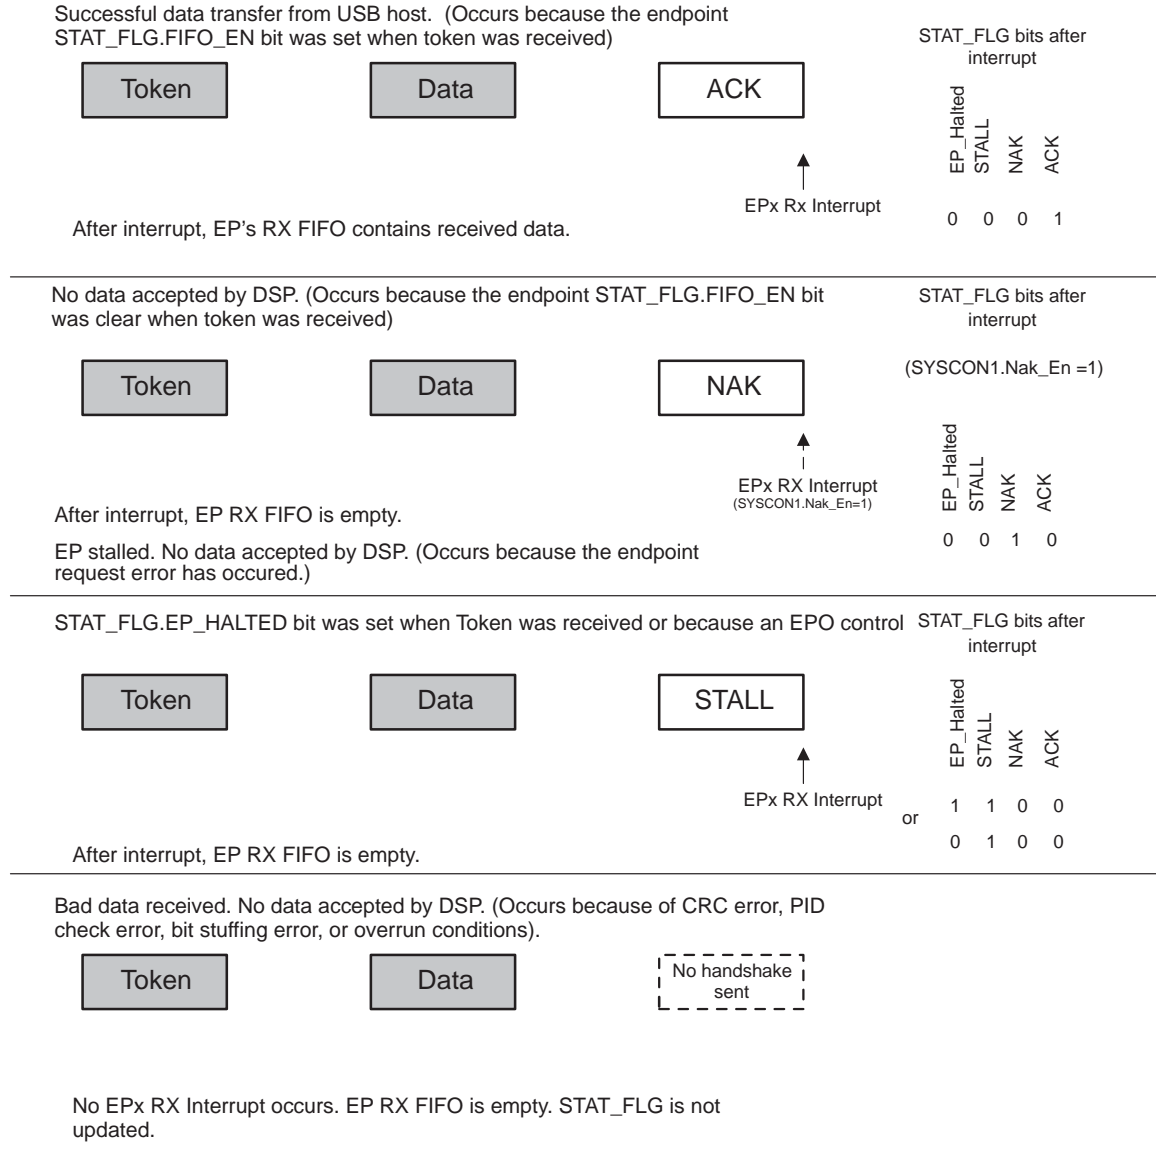 Successful data transfer from USB host.  (Occurs because the endpoint
STAT_FLG.FIFO_EN bit was set when token was received)
STAT_FLG bits after
interrupt
Token
Data
ACK
EP_Halted
STALL
NAK
ACK
EPx Rx Interrupt
0 0 0 1
After interrupt, EP's RX FIFO contains received data.
No data accepted by DSP. (Occurs because the endpoint STAT_FLG.FIFO_EN bit
was clear when token was received)
STAT_FLG bits after
interrupt
(SYSCON1.Nak_En =1)
Token
Data
NAK
EP_Halted
STALL
NAK
ACK
EPx RX Interrupt
(SYSCON1.Nak_En=1)
0 0 1 0
After interrupt, EP RX FIFO is empty.
EP stalled. No data accepted by DSP. (Occurs because the endpoint
request error has occured.)
STAT_FLG.EP_HALTED bit was set when Token was received or because an EPO control
STAT_FLG bits after
interrupt
Token
Data
STALL
EP_Halted
STALL
NAK
ACK
EPx RX Interrupt
1 1 0 0
or
0 1 0 0
After interrupt, EP RX FIFO is empty.
Bad data received. No data accepted by DSP. (Occurs because of CRC error, PID
check error, bit stuffing error, or overrun conditions).
Token
Data
No handshake
sent
No EPx RX Interrupt occurs. EP RX FIFO is empty. STAT_FLG is not
updated.